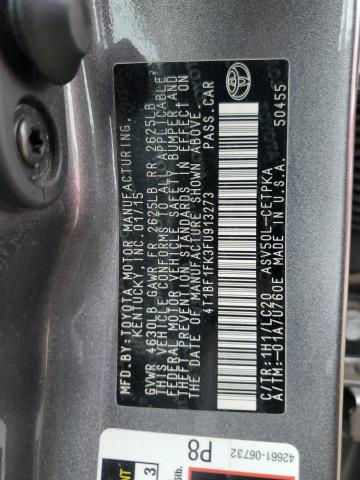 MFD.BY: TOYOTA MOTOR MANUFACTURING,
KENTUCKY, INC. 01/15
GVWR 4630LB GAWR FR 2625LB RR 2625LB
THIS VEHICLE CONFORMS TO ALL APPLICABLE
FEDERAL MOTOR VEHICLE SAFETY, BUMPER AND
THEFT PREVENTION STANDARDS IN EFFECT ON THE
DATE OF MANUFACTURE SHOWN ABOVE.
4T1BF1FK3FU913273 PASS.CAR
C/TR:1H1/LC20 ASV50L-CETPKA
A/TM:-01A/U760E MADE IN U.S.A. 50455
TOYOTA
42661-06732
P8
3